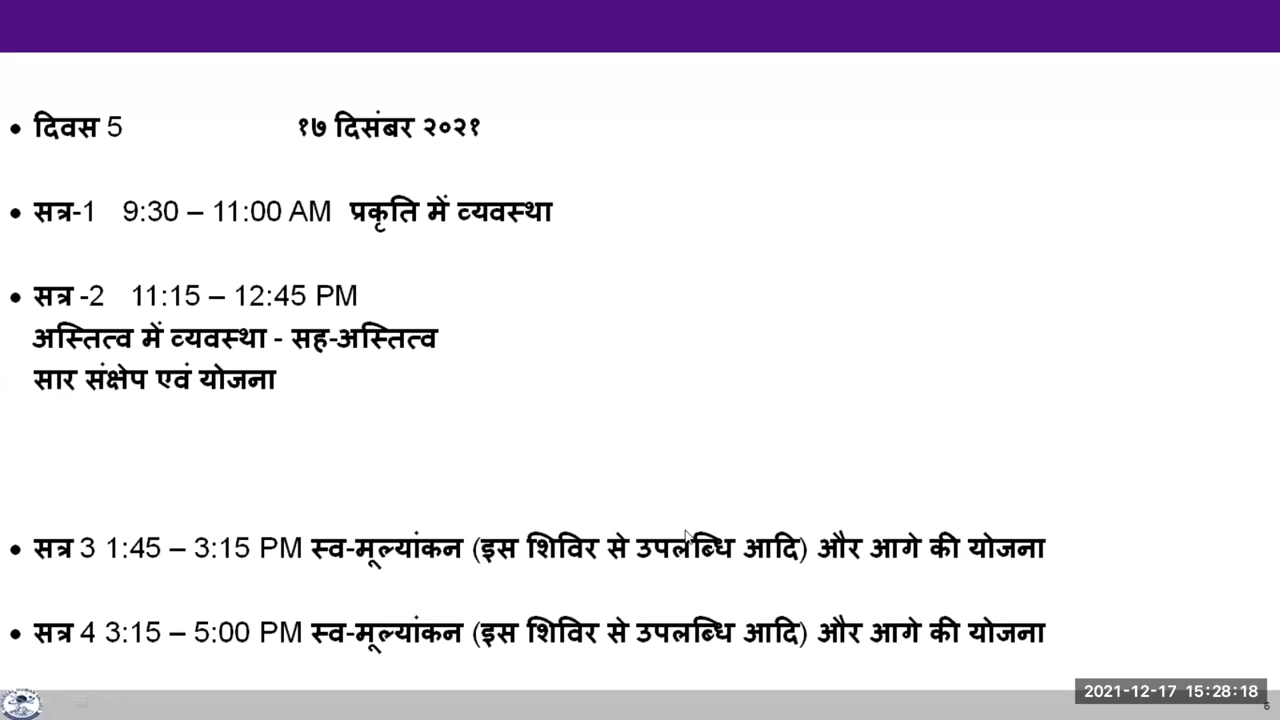 • दिवस 5 १७ दिसंबर २०२१
• सत्र-1 9:30 – 11:00 AM प्रकृति में व्यवस्था
• सत्र -2 11:15 – 12:45 PM
अस्तित्व में व्यवस्था - सह-अस्तित्व
सार संक्षेप एवं योजना
• सत्र 3 1:45 – 3:15 PM स्व-मूल्यांकन (इस शिविर से उपलब्धि आदि) और आगे की योजना
• सत्र 4 3:15 – 5:00 PM स्व-मूल्यांकन (इस शिविर से उपलब्धि आदि) और आगे की योजना
2021-12-17 15:28:18
6